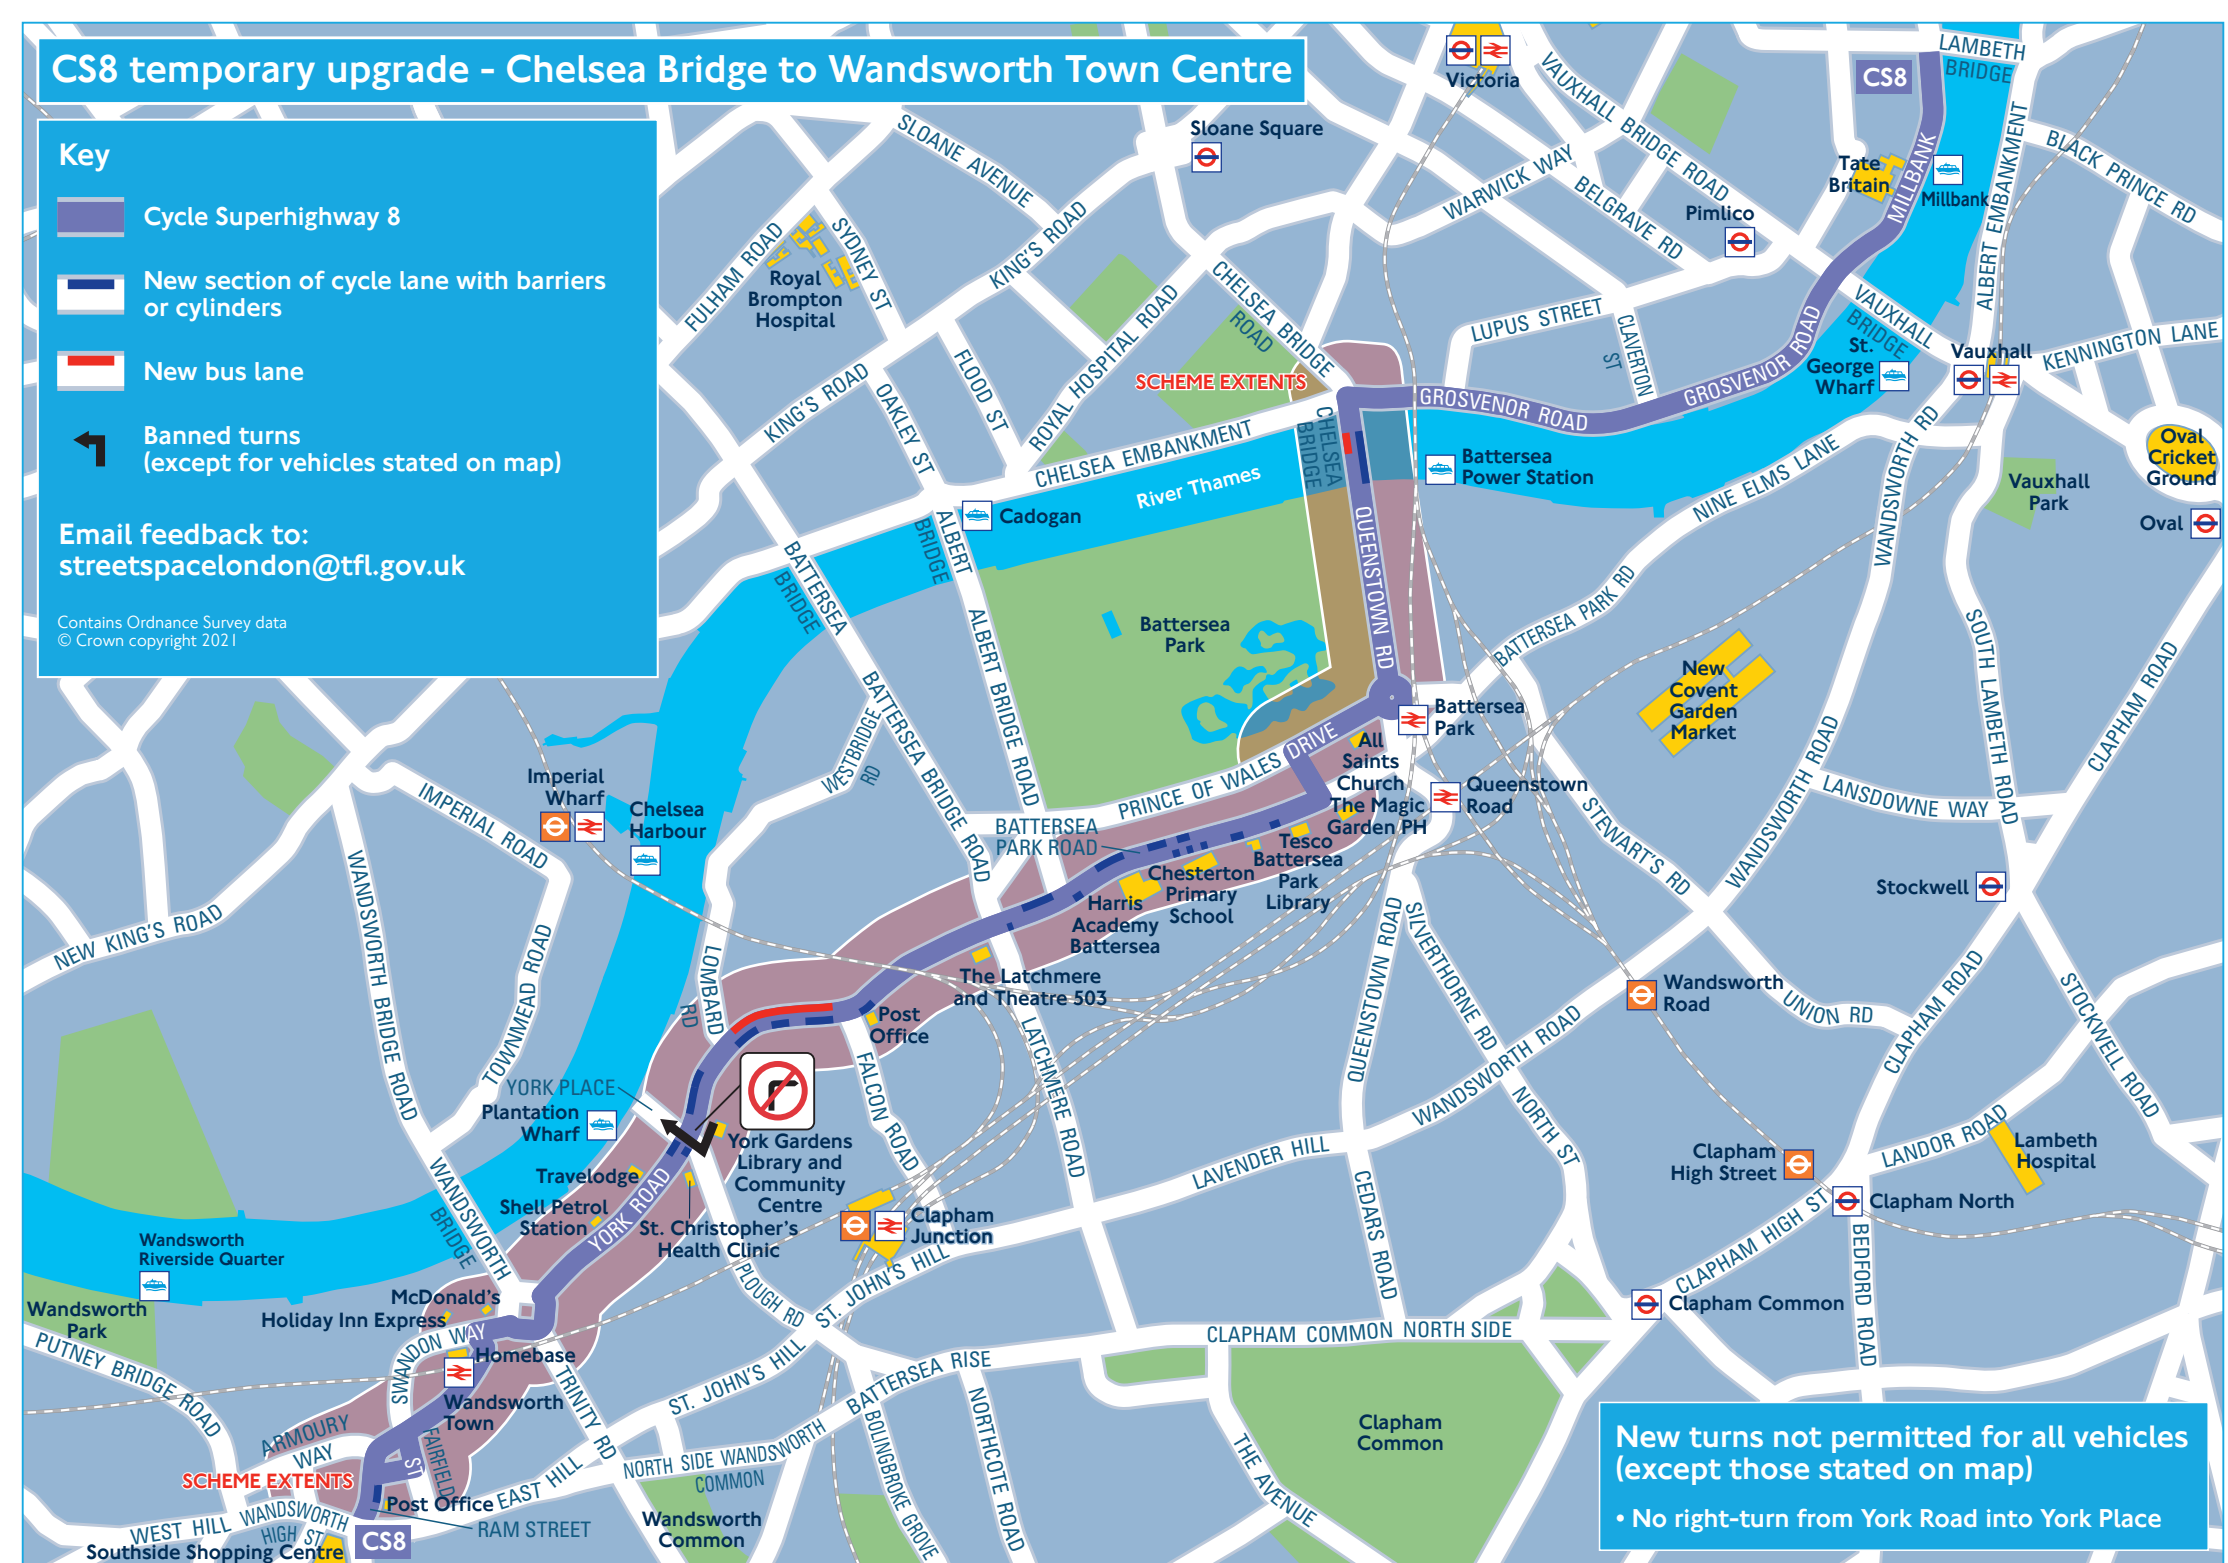 CS8 temporary upgrade - Chelsea Bridge to Wandsworth Town Centre
Key
Cycle Superhighway 8
New section of cycle lane with barriers
or cylinders
New bus lane
Banned turns
(except for vehicles stated on map)
Email feedback to:
streetspacelondon@tfl.gov.uk
Contains Ordnance Survey data
© Crown copyright 2021
Victoria
VAUXHALL BRIDGE ROAD
CS8
LAMBETH
BRIDGE
SLOANE AVENUE
Sloane Square
WARWICK WAY
BELGRAVE RD
Pimlico
Tate
Britain
MILLBANK
Millbank
ALBERT EMBANKMENT
BLACK PRINCE RD
FULHAM ROAD
SYDNEY ST
Royal
Brompton
Hospital
KING'S ROAD
CHELSEA BRIDGE
ROAD
ROYAL HOSPITAL ROAD
LUPUS STREET
CLAVERTON
ST
VAUXHALL
BRIDGE
St.
George
Wharf
Vauxhall
KENNINGTON LANE
KING'S ROAD
OAKLEY ST
FLOOD ST
SCHEME EXTENTS
GROSVENOR ROAD
GROSVENOR ROAD
CHELSEA EMBANKMENT
CHELSEA
BRIDGE
River Thames
Battersea
Power Station
NINE ELMS LANE
WANDSWORTH RD
Vauxhall
Park
Oval
Cricket
Ground
Oval
Cadogan
ALBERT
BRIDGE
BATTERSEA
BRIDGE
ALBERT BRIDGE ROAD
Battersea
Park
QUEENSTOWN RD
BATTERSEA PARK RD
New
Covent
Garden
Market
SOUTH LAMBETH ROAD
CLAPHAM ROAD
BATTERSEA BRIDGE ROAD
WESTBRIDGE
RD
Battersea
Park
PRINCE OF WALES DRIVE
All
Saints
Church
The Magic
Garden PH
Queenstown
Road
Imperial
Wharf
Chelsea
Harbour
IMPERIAL ROAD
BATTERSEA
PARK ROAD
Tesco
Battersea
Park
Library
Chesterton
Primary
School
Harris
Academy
Battersea
STEWART'S RD
WANDSWORTH ROAD
LANSDOWNE WAY
Stockwell
NEW KING'S ROAD
WANDSWORTH BRIDGE ROAD
TOWNMEAD ROAD
LOMBARD
RD
The Latchmere
and Theatre 503
Post
Office
QUEENSTOWN ROAD
SILVERTHORNE RD
Wandsworth
Road
UNION RD
CLAPHAM ROAD
STOCKWELL ROAD
YORK PLACE
Plantation
Wharf
FALCON ROAD
LATCHMERE ROAD
WANDSWORTH ROAD
NORTH ST
York Gardens
Library and
Community
Centre
Travelodge
Shell Petrol
Station
YORK ROAD
St. Christopher's
Health Clinic
Clapham
Junction
LAVENDER HILL
CEDARS ROAD
Clapham
High Street
LANDOR ROAD
Lambeth
Hospital
Clapham North
CLAPHAM HIGH ST
BEDFORD ROAD
WANDSWORTH
BRIDGE
Wandsworth
Riverside Quarter
Wandsworth
Park
PUTNEY BRIDGE ROAD
McDonald's
Holiday Inn Express
SWANDON WAY
Homebase
Wandsworth
Town
PLOUGH RD
ST. JOHN'S HILL
ST. JOHN'S HILL
TRINITY RD
CLAPHAM COMMON NORTH SIDE
Clapham Common
BATTERSEA RISE
ARMOURY
WAY
SCHEME EXTENTS
FAIRFIELD
ST
Post Office
EAST HILL
RAM STREET
WEST HILL
WANDSWORTH
HIGH ST
CS8
Southside Shopping Centre
NORTH SIDE WANDSWORTH
COMMON
Wandsworth
Common
BOLINGBROKE GROVE
NORTHCOTE ROAD
THE AVENUE
Clapham
Common
New turns not permitted for all vehicles
(except those stated on map)
• No right-turn from York Road into York Place